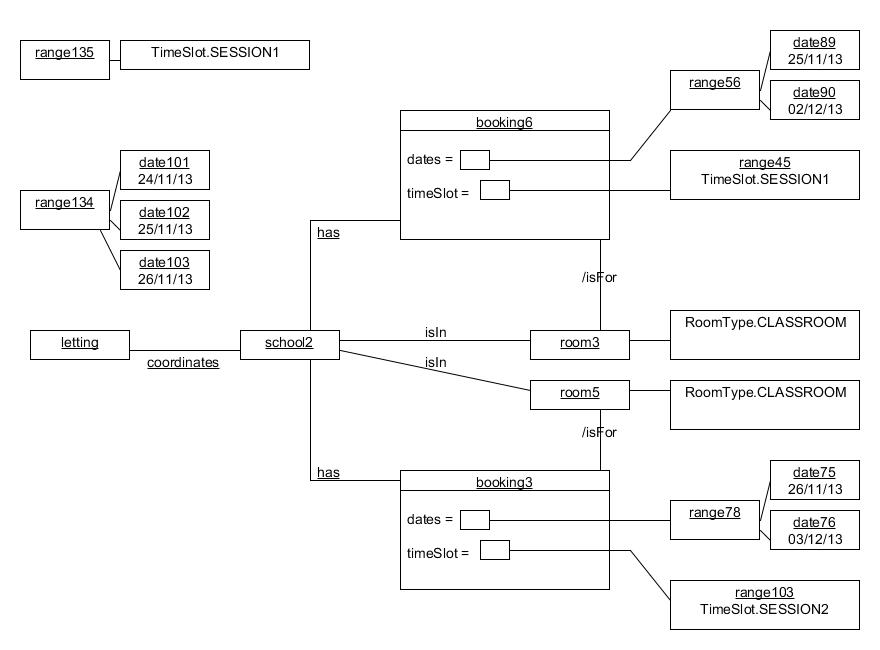 range135
TimeSlot.SESSION1
date89
25/11/13
range56
date90
02/12/13
booking6
dates =
timeSlot =
range45
TimeSlot.SESSION1
date101
24/11/13
range134
date102
25/11/13
date103
26/11/13
has
/isFor
letting
coordinates
school2
isIn
room3
RoomType.CLASSROOM
isIn
room5
RoomType.CLASSROOM
/isFor
has
booking3
dates =
timeSlot =
range78
date75
26/11/13
date76
03/12/13
range103
TimeSlot.SESSION2